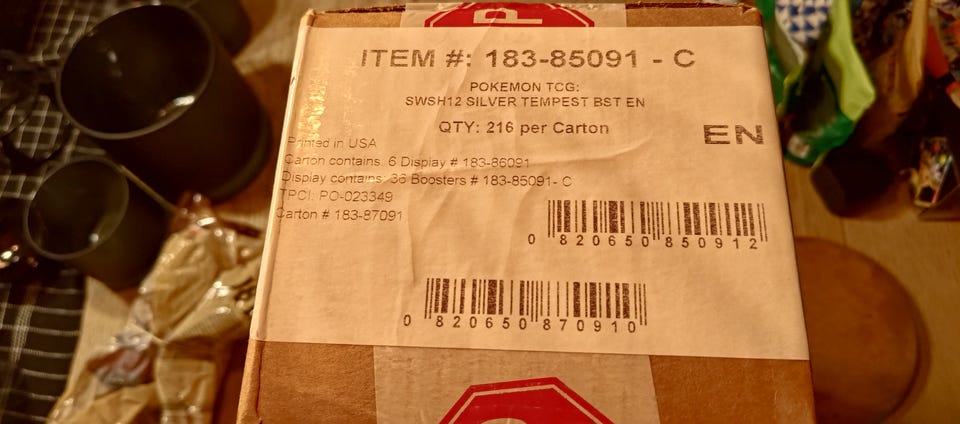 P
ITEM #: 183-85091 - C
POKEMON TCG:
SWSH12 SILVER TEMPEST BST EN
QTY: 216 per Carton
EN
Printed in USA
Carton contains: 6 Display # 183-86091
Display contains: 36 Boosters # 183-85091- C
TPCI: PO-023349
Carton # 183-87091
0 820650 850912
0 820650 870910